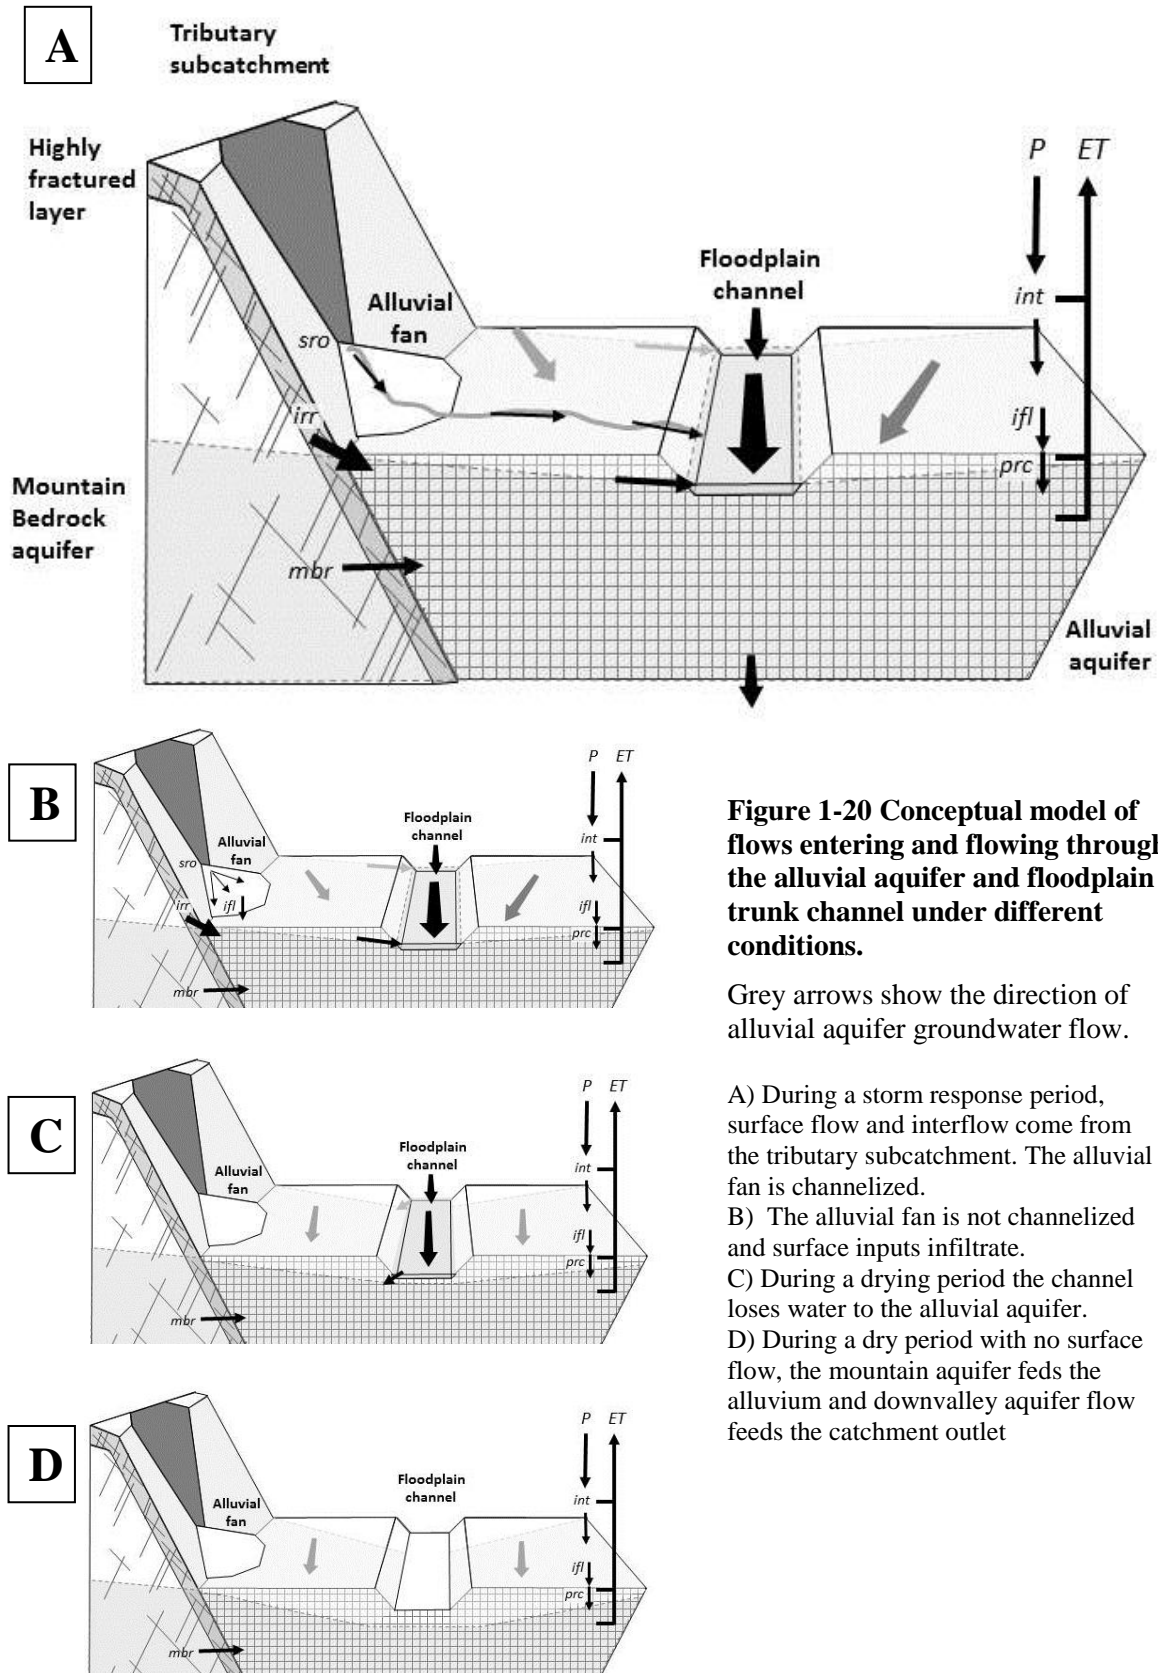 A
Tributary
subcatchment
Highly
fractured
layer
P ET
Floodplain
channel
int
Alluvial
fan
sro
irr
ifl
prc
Mountain
Bedrock
aquifer
mbr
Alluvial
aquifer
B
P ET
Floodplain
channel
int
Alluvial
fan
sro
irr
ifl
ifl
prc
mbr
Figure 1-20 Conceptual model of
flows entering and flowing through
the alluvial aquifer and floodplain
trunk channel under different
conditions.
Grey arrows show the direction of
alluvial aquifer groundwater flow.
A) During a storm response period,
surface flow and interflow come from
the tributary subcatchment. The alluvial
fan is channelized.
B) The alluvial fan is not channelized
and surface inputs infiltrate.
C) During a drying period the channel
loses water to the alluvial aquifer.
D) During a dry period with no surface
flow, the mountain aquifer feds the
alluvium and downvalley aquifer flow
feeds the catchment outlet
C
P ET
Floodplain
channel
int
Alluvial
fan
ifl
prc
mbr
D
P ET
Floodplain
channel
int
Alluvial
fan
ifl
prc
mbr